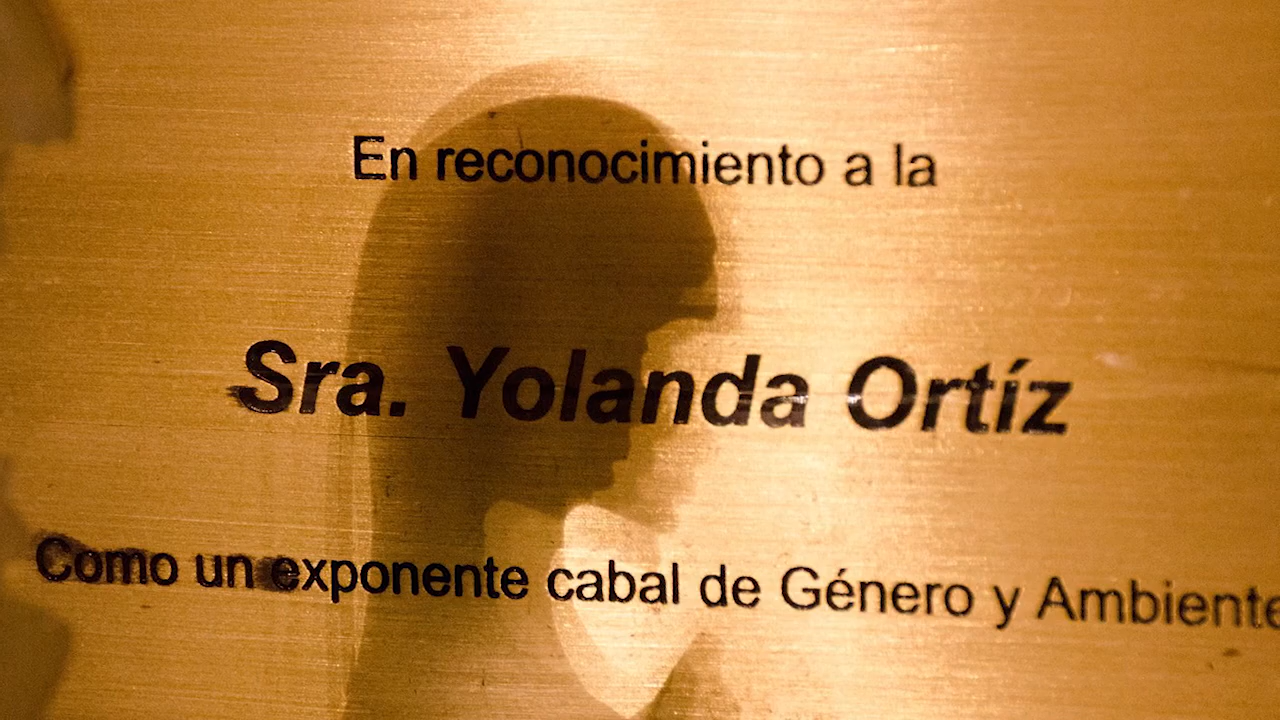 En reconocimiento a la
Sra. Yolanda Ortíz
Como un exponente cabal de Género y Ambiente